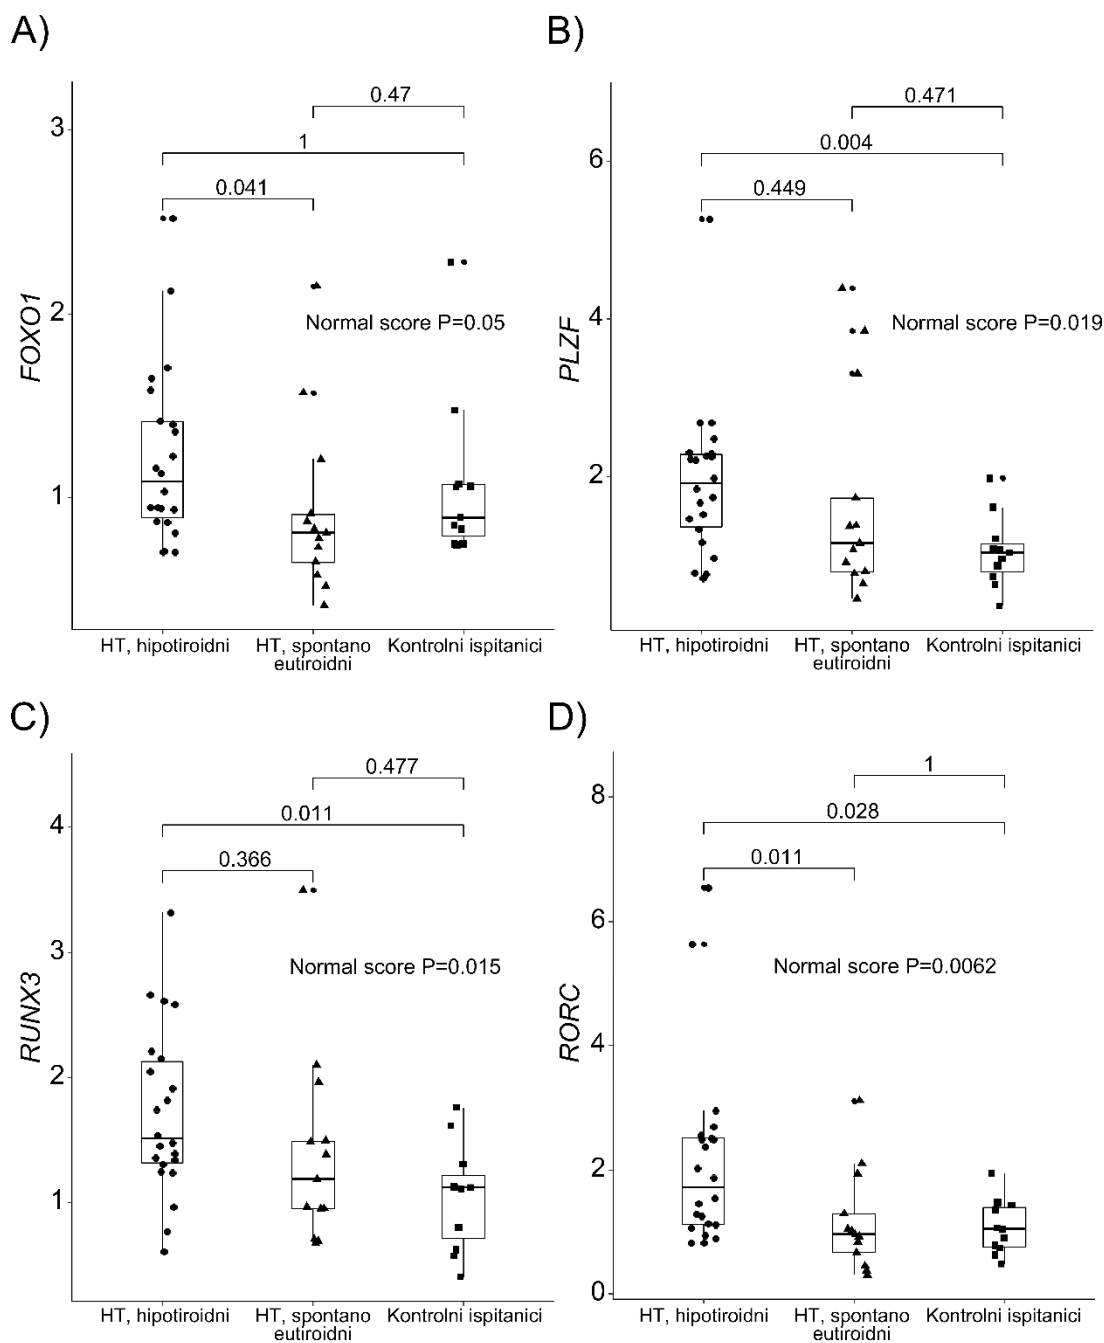 A)
0.47
3
1
0.041
2
Normal score P=0.05
FOXO1
1
HT, hipotiroidni
HT, spontano
eutiroidni
Kontrolni ispitanici
B)
0.471
6
0.004
0.449
4
Normal score P=0.019
PLZF
2
HT, hipotiroidni
HT, spontano
eutiroidni
Kontrolni ispitanici
C)
0.477
4
0.011
0.366
3
Normal score P=0.015
RUNX3
2
1
HT, hipotiroidni
HT, spontano
eutiroidni
Kontrolni ispitanici
D)
1
8
0.028
0.011
6
Normal score P=0.0062
RORC
4
2
0
HT, hipotiroidni
HT, spontano
eutiroidni
Kontrolni ispitanici